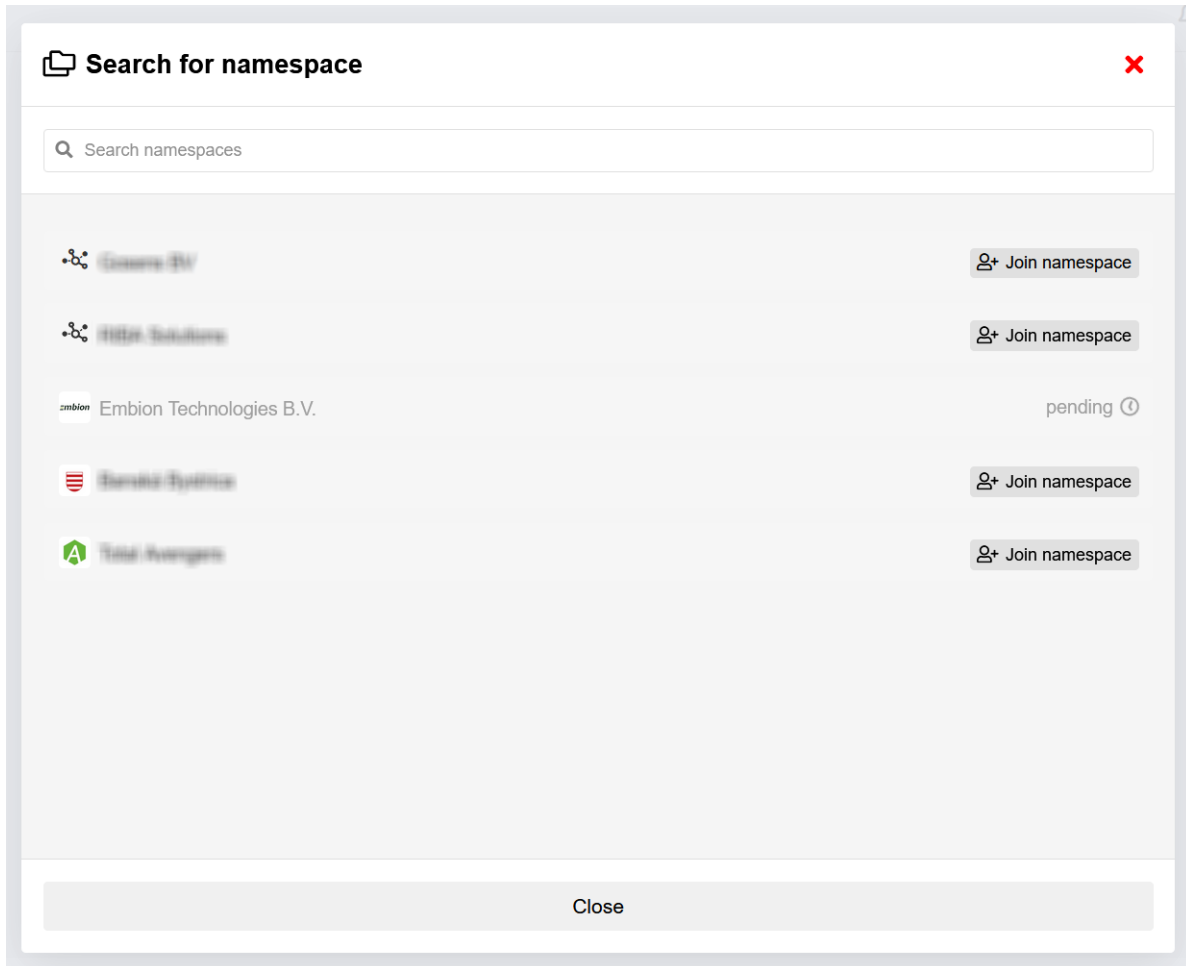 Search for namespace
Search namespaces
Join namespace
Join namespace
embion Embion Technologies B.V. pending
Join namespace
A Join namespace
Close